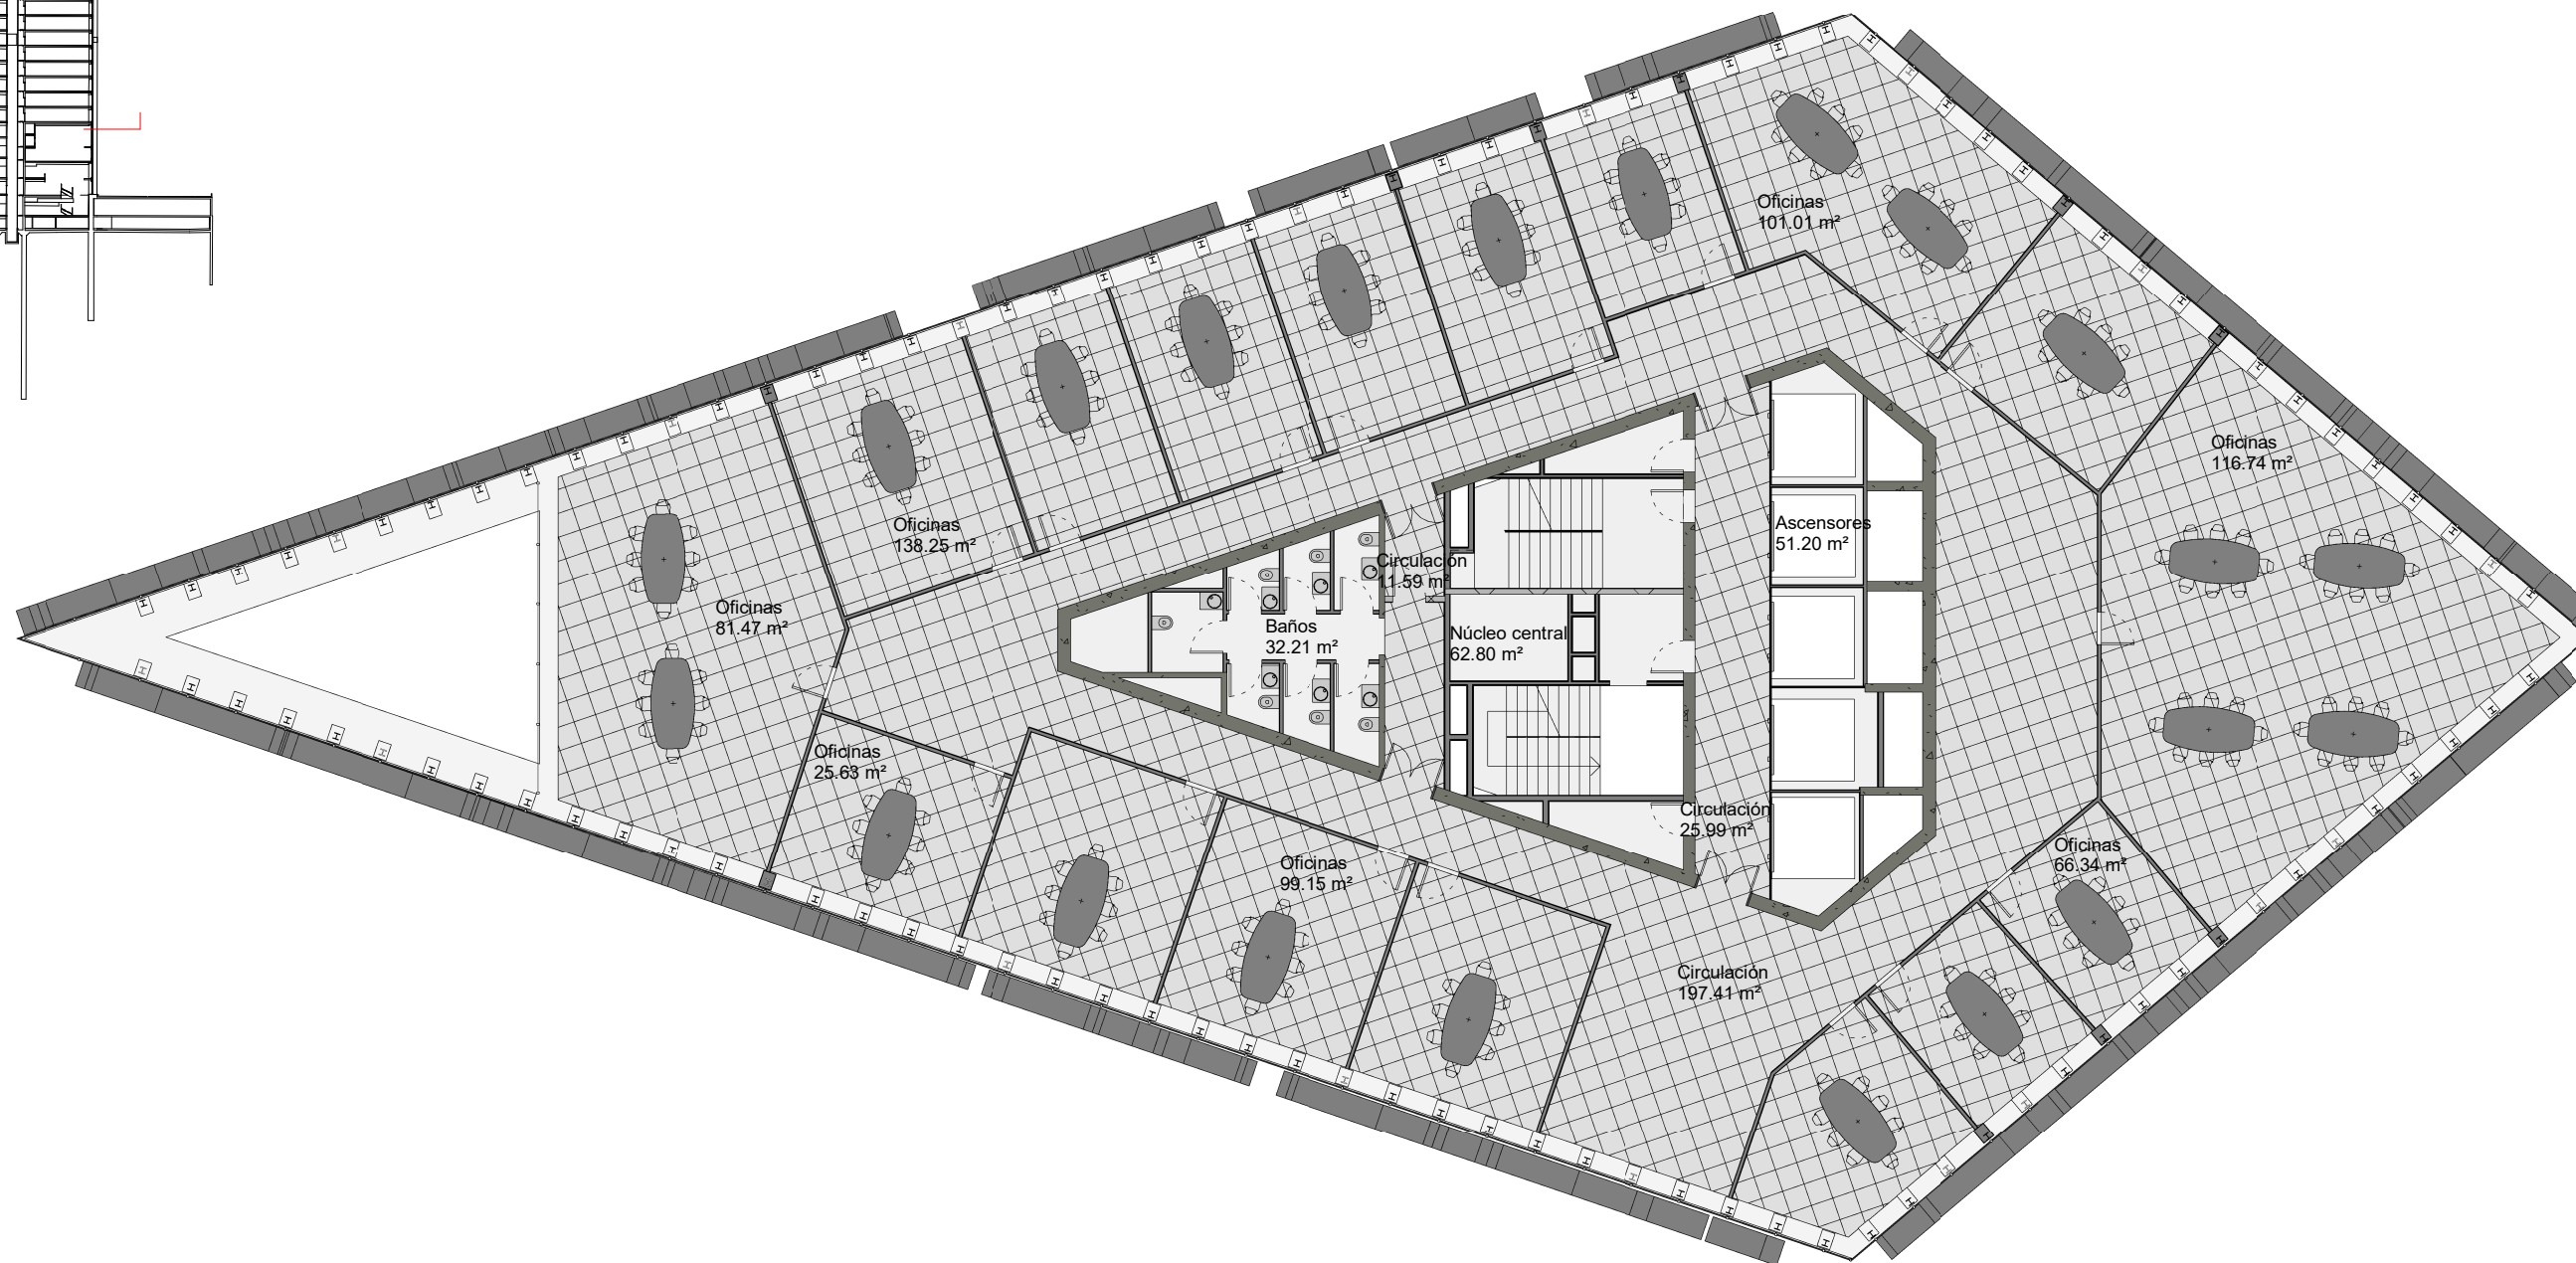 Oficinas
101.01 m²
Oficinas
116.74 m²
Oficinas
138.25 m²
Ascensores
51.20 m²
Circulación
11.59 m²
Oficinas
81.47 m²
Baños
32.21 m²
Núcleo central
62.80 m²
Oficinas
25.63 m²
Circulación
25.99 m²
Oficinas
99.15 m²
Oficinas
66.34 m²
Circulación
197.41 m²